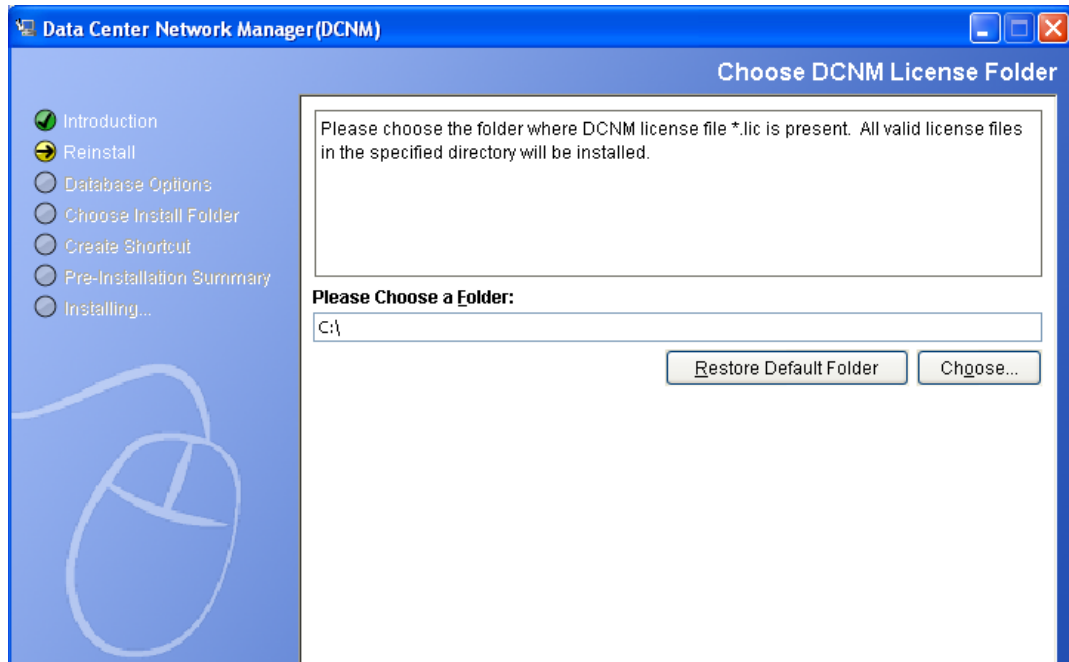 Data Center Network Manager(DCNM)
Choose DCNM License Folder
Introduction
Reinstall
Database Options
Choose Install Folder
Create Shortcut
Pre-Installation Summary
Installing...
Please choose the folder where DCNM license file *.lic is present.  All valid license files
in the specified directory will be installed.
Please Choose a Folder:
C:\
Restore Default Folder
Choose...